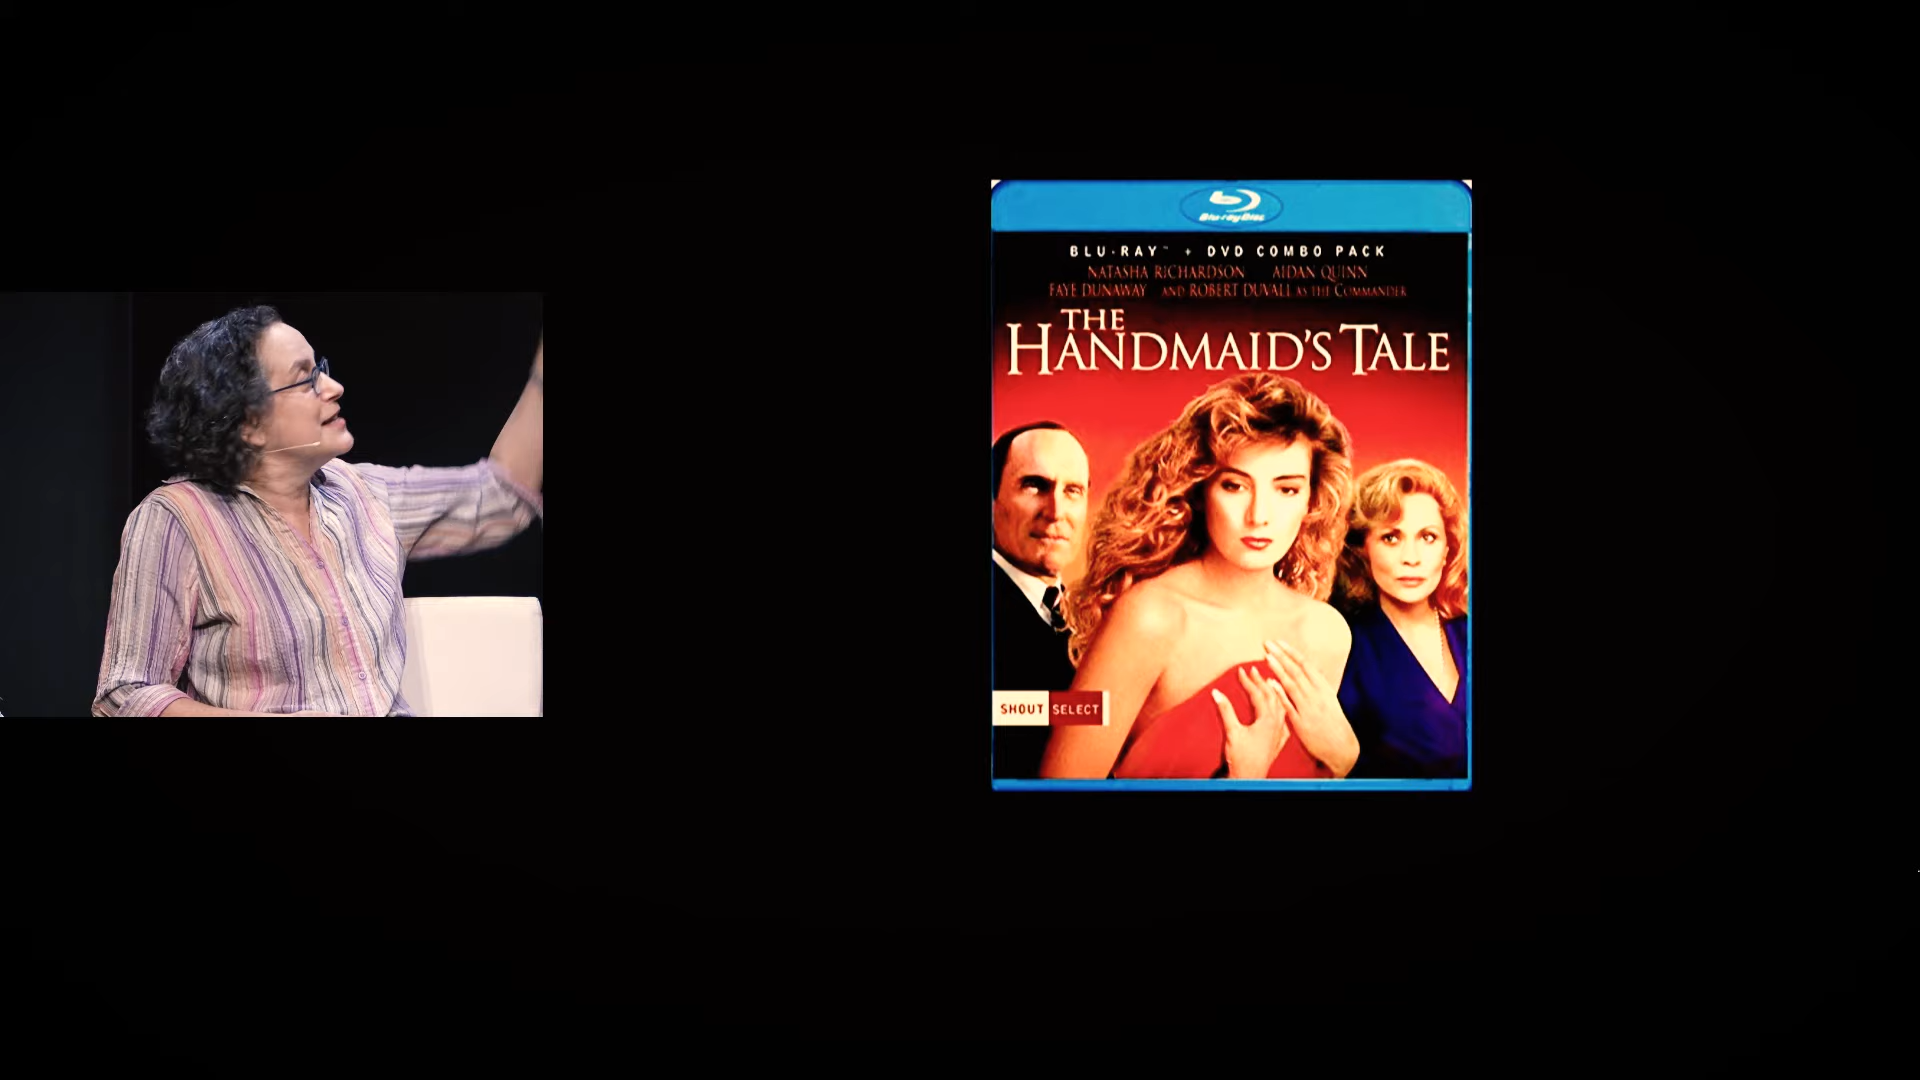 Blu-ray Disc
BLU-RAY™ + DVD COMBO PACK
NATASHA RICHARDSON AIDAN QUINN
FAYE DUNAWAY AND ROBERT DUVALL AS THE COMMANDER
THE
HANDMAID'S TALE
SHOUT SELECT